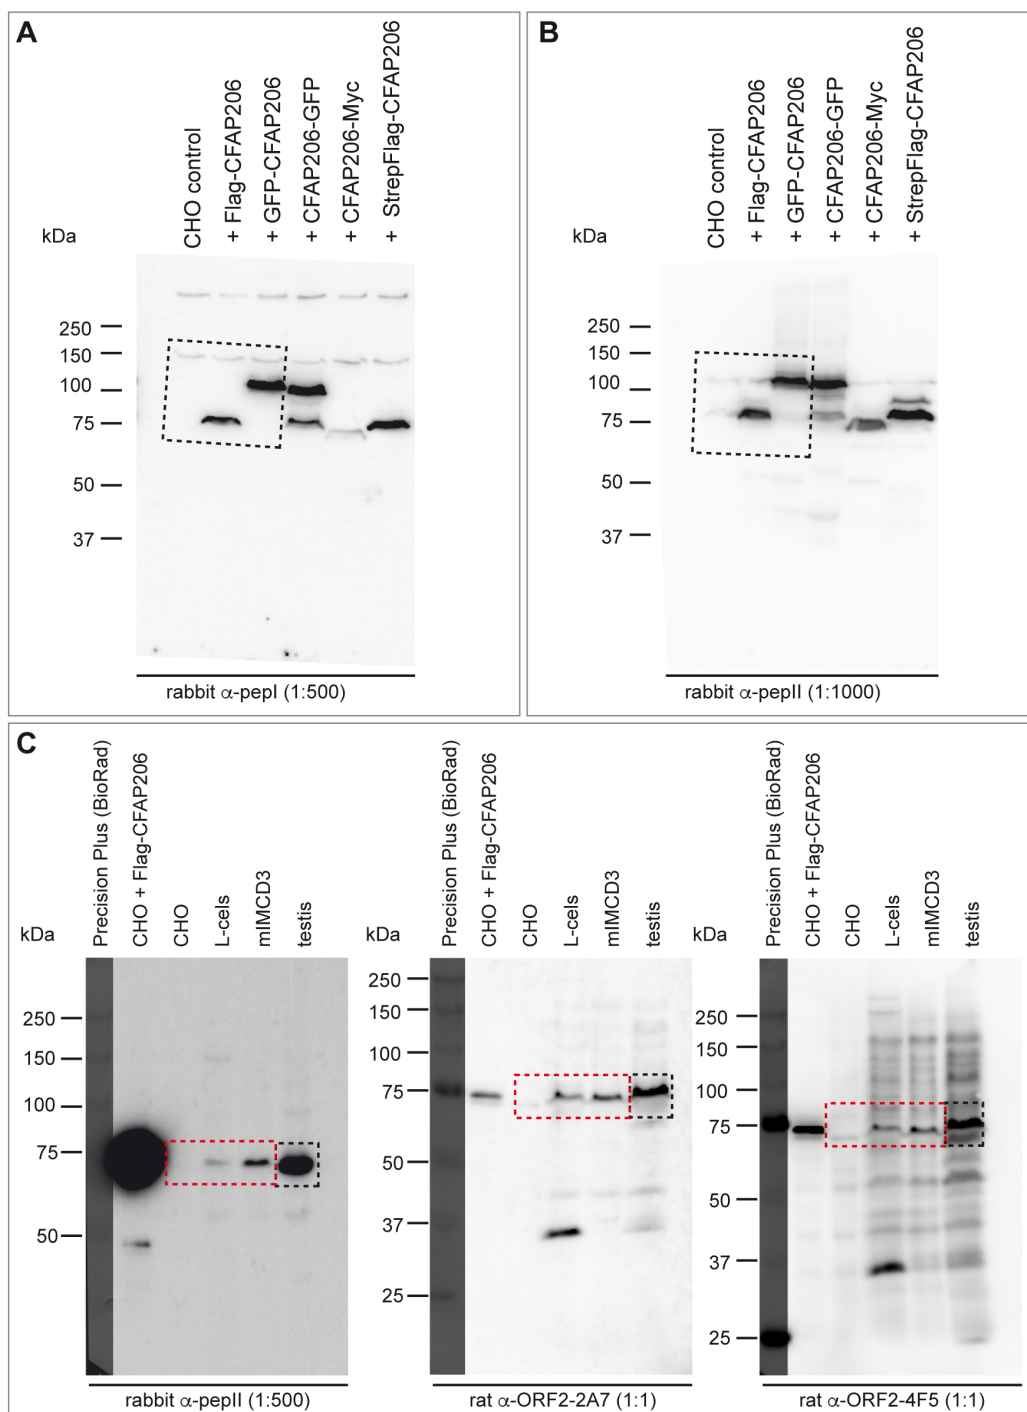 A
CHO control
+ Flag-CFAP206
+ GFP-CFAP206
+ CFAP206-GFP
+ CFAP206-Myc
+ StrepFlag-CFAP206
kDa
250
150
100
75
50
37
rabbit α-pepI (1:500)
B
CHO control
+ Flag-CFAP206
+ GFP-CFAP206
+ CFAP206-GFP
+ CFAP206-Myc
+ StrepFlag-CFAP206
kDa
250
150
100
75
50
37
rabbit α-pepII (1:1000)
C
Precision Plus (BioRad)
CHO + Flag-CFAP206
CHO
L-cels
mIMCD3
testis
kDa
250
150
100
75
50
rabbit α-pepII (1:500)
Precision Plus (BioRad)
CHO + Flag-CFAP206
CHO
L-cels
mIMCD3
testis
kDa
250
150
100
75
50
37
25
rat α-ORF2-2A7 (1:1)
Precision Plus (BioRad)
CHO + Flag-CFAP206
CHO
L-cels
mIMCD3
testis
kDa
250
150
100
75
50
37
25
rat α-ORF2-4F5 (1:1)